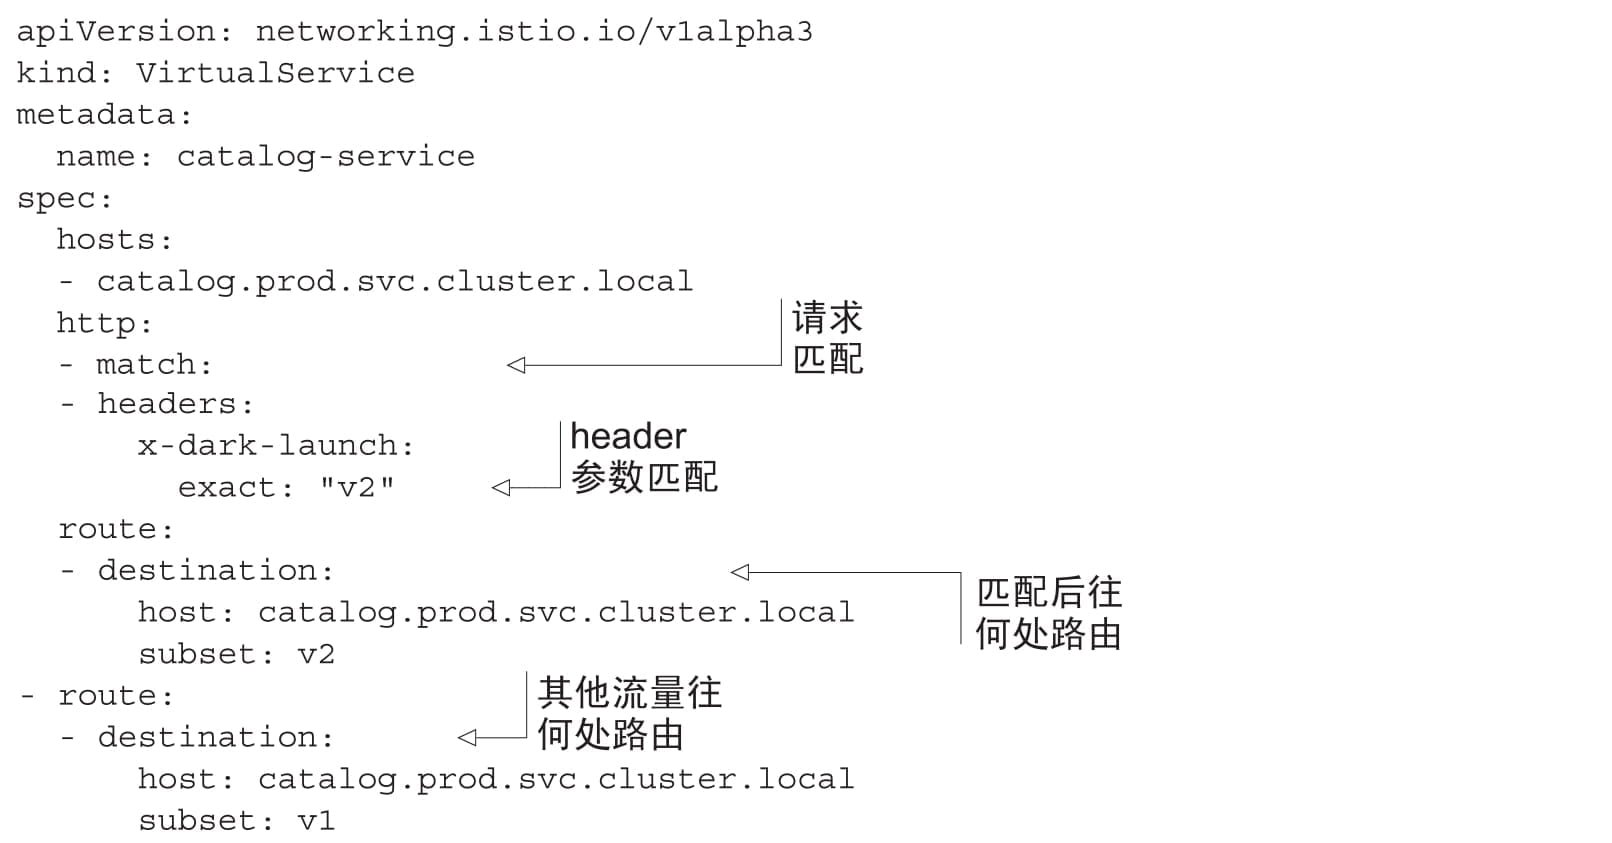 apiVersion: networking.istio.io/v1alpha3
kind: VirtualService
metadata:
  name: catalog-service
spec:
  hosts:
  - catalog.prod.svc.cluster.local
  http:
请求
匹配
  - match:
  - headers:
      x-dark-launch:
        exact: "v2"
header
参数匹配
  route:
  - destination:
      host: catalog.prod.svc.cluster.local
      subset: v2
匹配后往
何处路由
- route:
  - destination:
其他流量往
何处路由
      host: catalog.prod.svc.cluster.local
      subset: v1